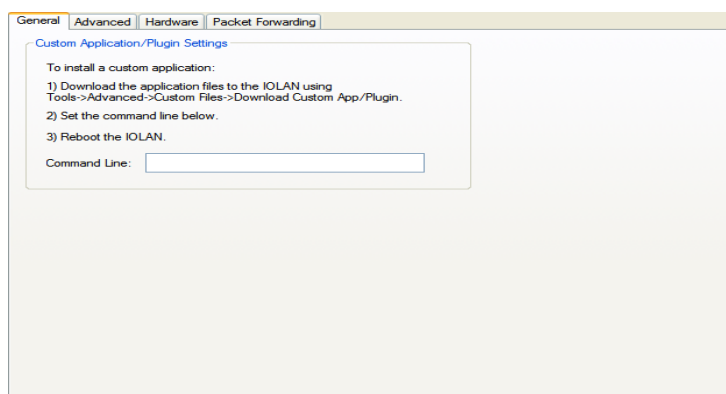 General Advanced Hardware Packet Forwarding
Custom Application/Plugin Settings
To install a custom application:
1) Download the application files to the IOLAN using
Tools->Advanced->Custom Files->Download Custom App/Plugin.
2) Set the command line below.
3) Reboot the IOLAN.
Command Line: